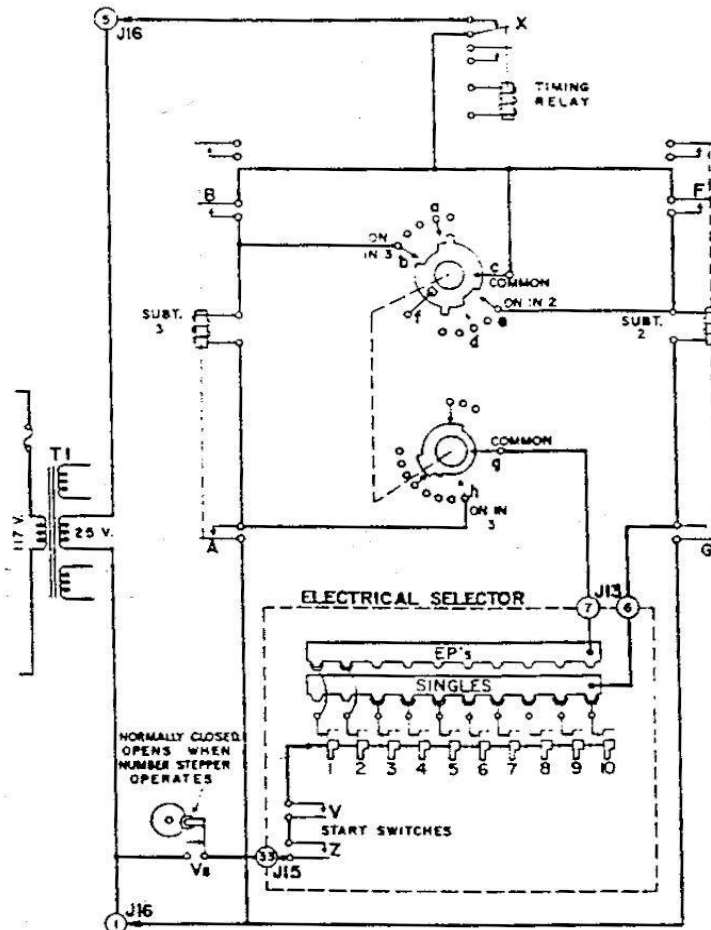 5
J16
X
TIMING
RELAY
B
F
a
ON
IN 3
b
c
COMMON
ON IN 2
e
f
d
SUBT.
3
SUBT.
2
T1
117 V.
25 V.
COMMON
g
h
ON IN
3
A
G
ELECTRICAL SELECTOR
7
J13
6
EP's
SINGLES
NORMALLY CLOSED
OPENS WHEN
NUMBER STEPPER
OPERATES
1 2 3 4 5 6 7 8 9 10
V
START SWITCHES
Z
33
J15
J16
1